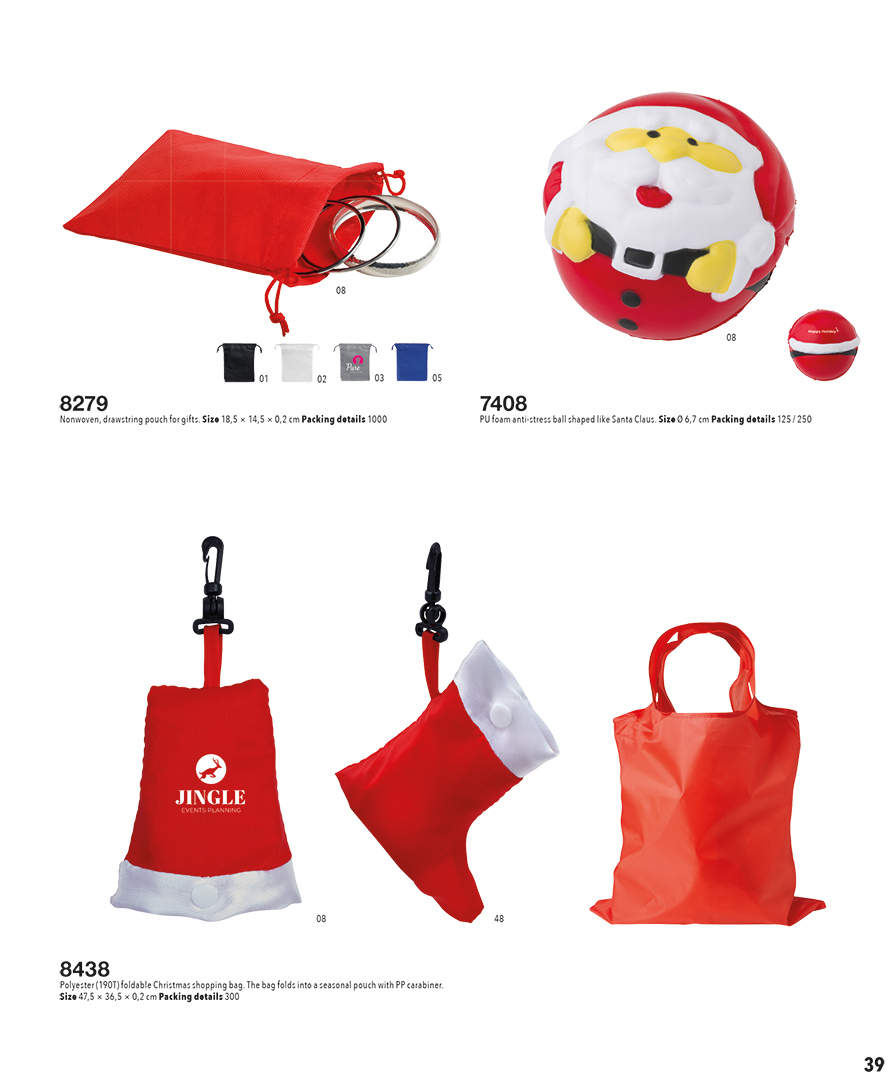 08
01
02
Pure
03
05
8279
Nonwoven, drawstring pouch for gifts. Size 18,5 × 14,5 × 0,2 cm Packing details 1000
08
Happy Holidays
7408
PU foam anti-stress ball shaped like Santa Claus. Size Ø 6,7 cm Packing details 125 / 250
JINGLE
EVENTS PLANNING
08
48
8438
Polyester (190T) foldable Christmas shopping bag. The bag folds into a seasonal pouch with PP carabiner.
Size 47,5 × 36,5 × 0,2 cm Packing details 300
39